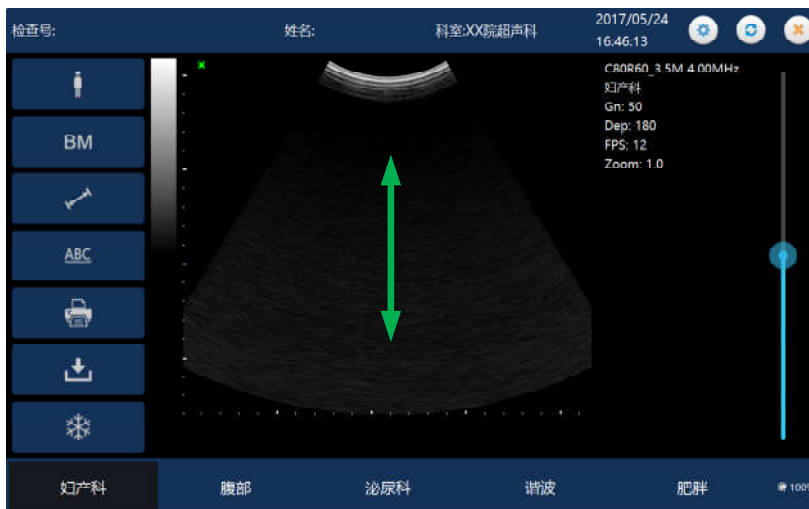 检查号:
姓名:
科室:XX院超声科
2017/05/24
16:46:13
C80R60_3.5M 4.00MHz
妇产科
Gn: 50
Dep: 180
FPS: 12
Zoom: 1.0
BM
ABC
妇产科
腹部
泌尿科
谐波
肥胖
100%